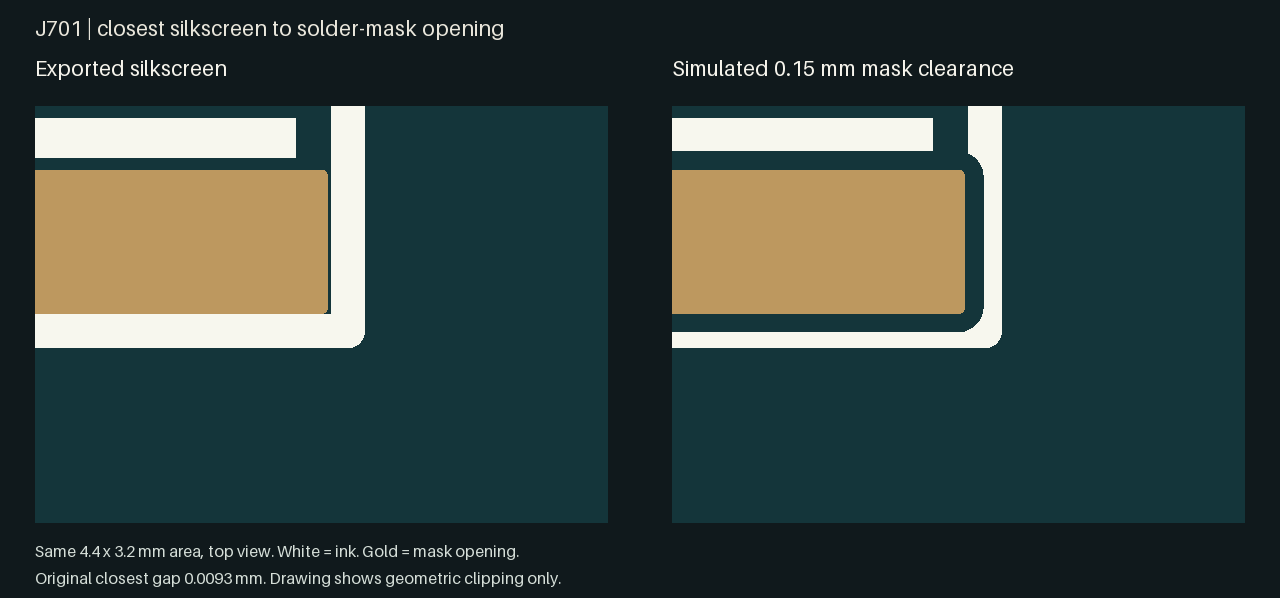 J701 | closest silkscreen to solder-mask opening
Exported silkscreen
Simulated 0.15 mm mask clearance
Same 4.4 x 3.2 mm area, top view. White = ink. Gold = mask opening.
Original closest gap 0.0093 mm. Drawing shows geometric clipping only.